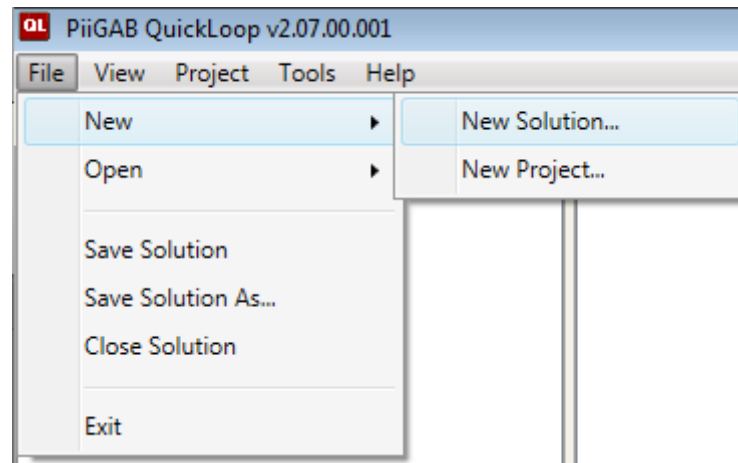 QL PiiGAB QuickLoop v2.07.00.001
File View Project Tools Help
New
New Solution...
Open
New Project...
Save Solution
Save Solution As...
Close Solution
Exit